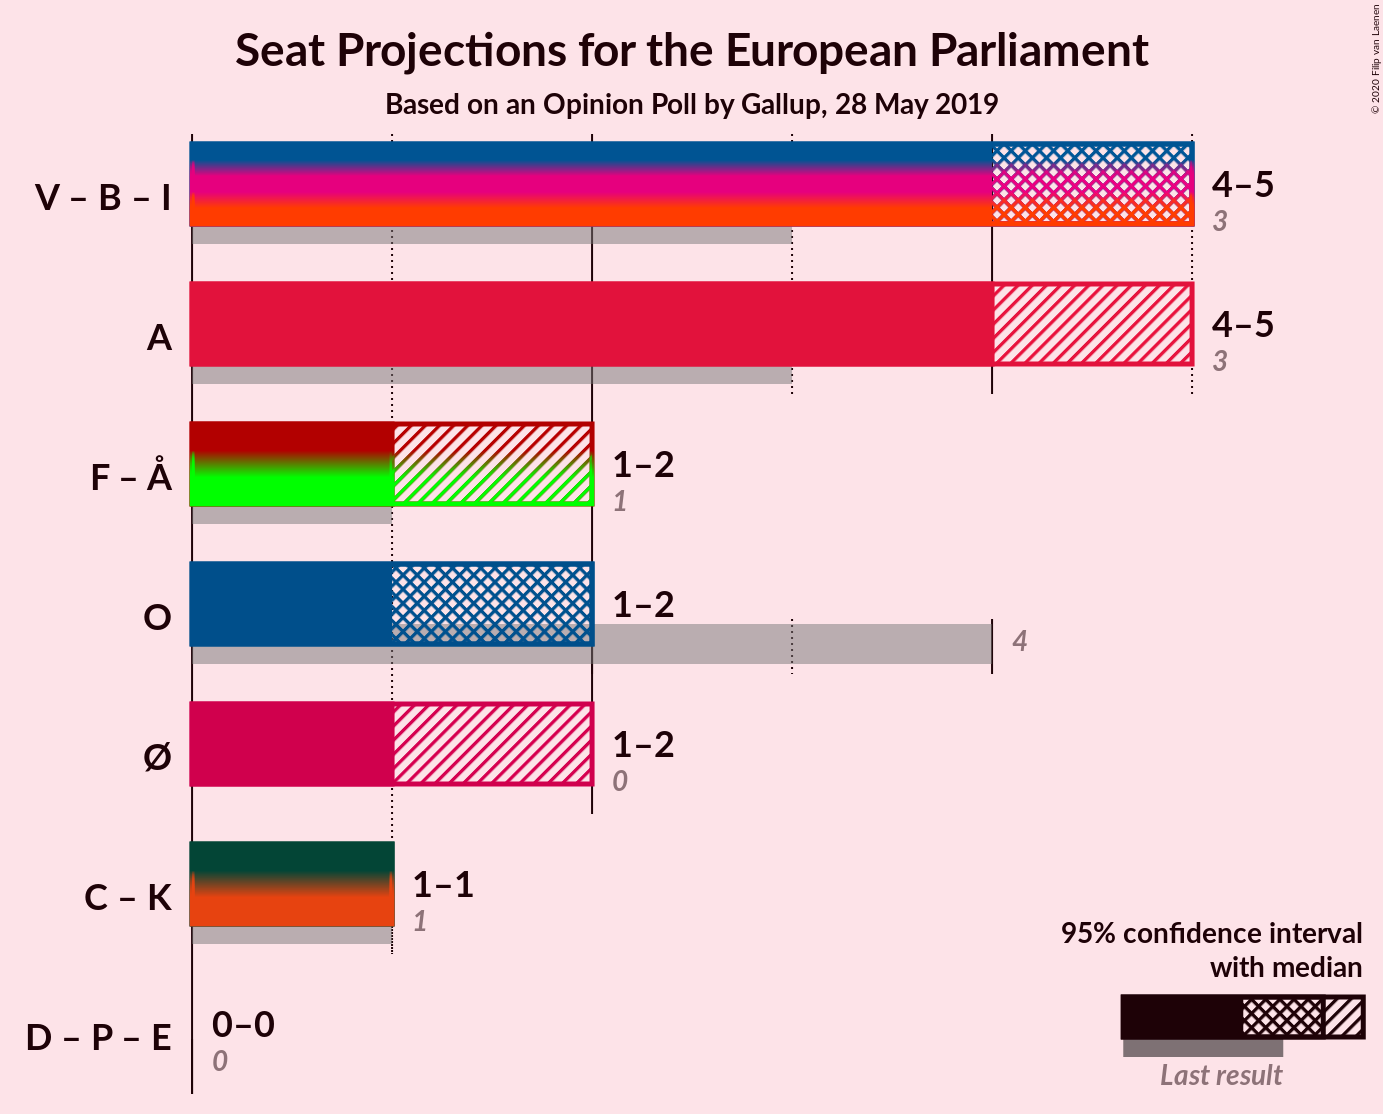 Seat Projections for the European Parliament
Based on an Opinion Poll by Gallup, 28 May 2019
© 2020 Filip van Laenen
V – B – I
4–5
3
A
4–5
3
F – Å
1–2
1
O
1–2
4
Ø
1–2
0
C – K
1–1
1
D – P – E
0–0
0
95% confidence interval
with median
Last result